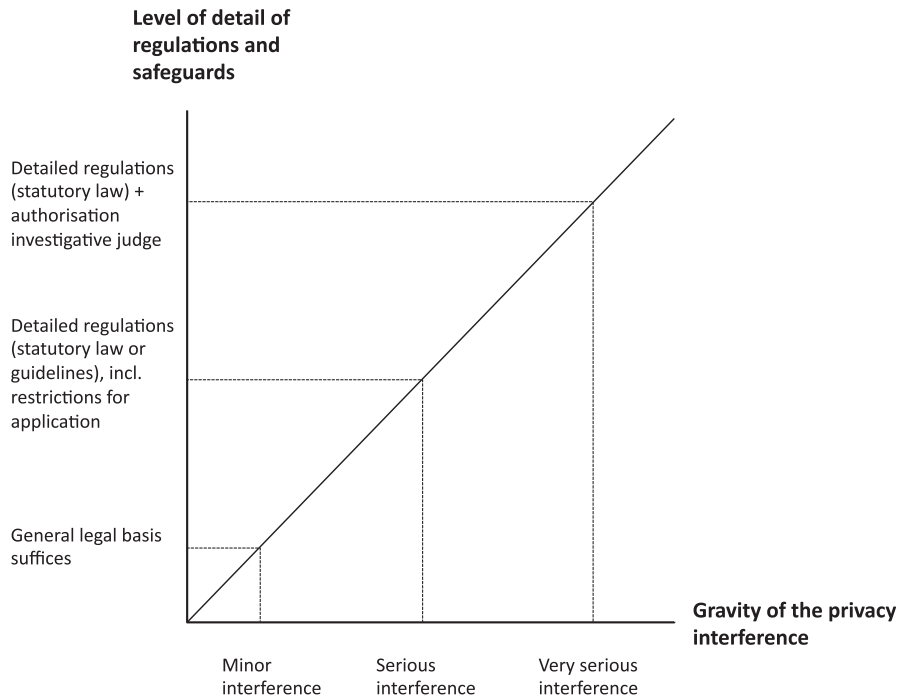 Level of detail of
regulations and
safeguards
Detailed regulations
(statutory law) +
authorisation
investigative judge
Detailed regulations
(statutory law or
guidelines), incl.
restrictions for
application
General legal basis
suffices
Gravity of the privacy
interference
Minor
interference
Serious
interference
Very serious
interference